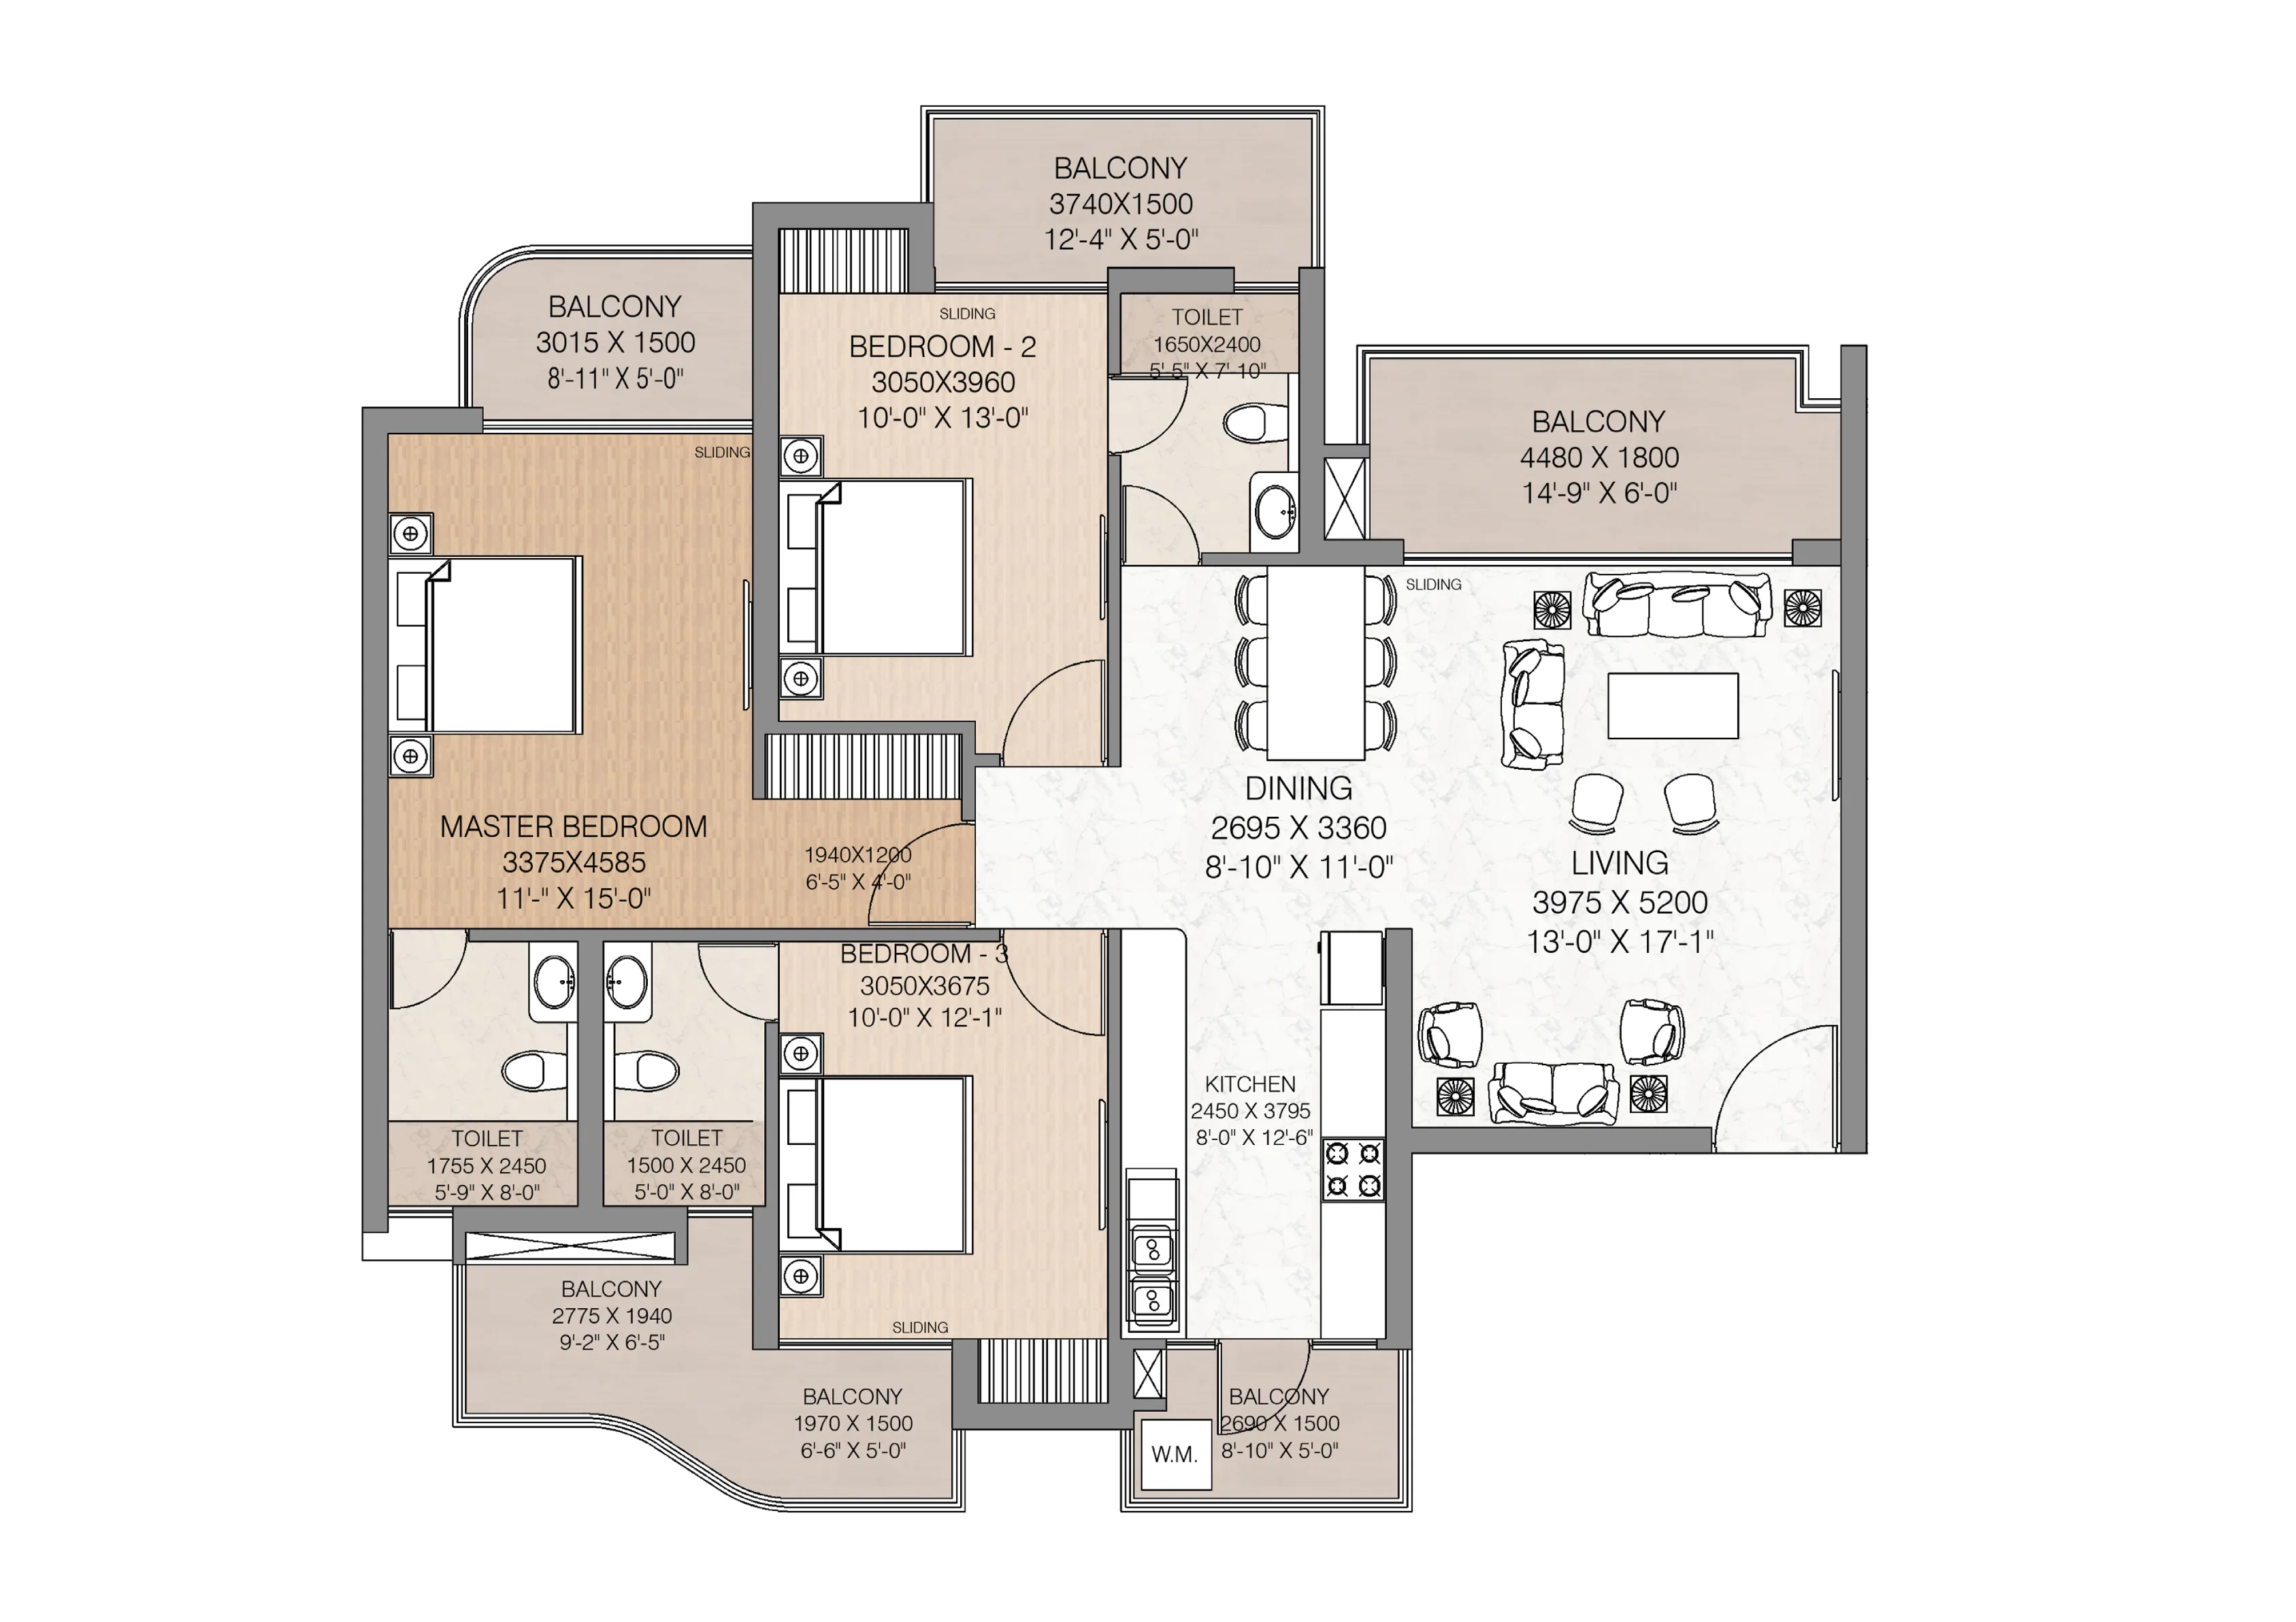 BALCONY
3740X1500
12'-4" X 5'-0"
BALCONY
3015 X 1500
8'-11" X 5'-0"
SLIDING
BEDROOM - 2
3050X3960
10'-0" X 13'-0"
TOILET
1650X2400
5'-5" X 7'-10"
BALCONY
4480 X 1800
14'-9" X 6'-0"
SLIDING
SLIDING
MASTER BEDROOM
3375X4585
11'-" X 15'-0"
1940X1200
6'-5" X 4'-0"
DINING
2695 X 3360
8'-10" X 11'-0"
LIVING
3975 X 5200
13'-0" X 17'-1"
BEDROOM - 3
3050X3675
10'-0" X 12'-1"
KITCHEN
2450 X 3795
8'-0" X 12'-6"
TOILET
1755 X 2450
5'-9" X 8'-0"
TOILET
1500 X 2450
5'-0" X 8'-0"
BALCONY
2775 X 1940
9'-2" X 6'-5"
SLIDING
BALCONY
1970 X 1500
6'-6" X 5'-0"
BALCONY
2690 X 1500
8'-10" X 5'-0"
W.M.